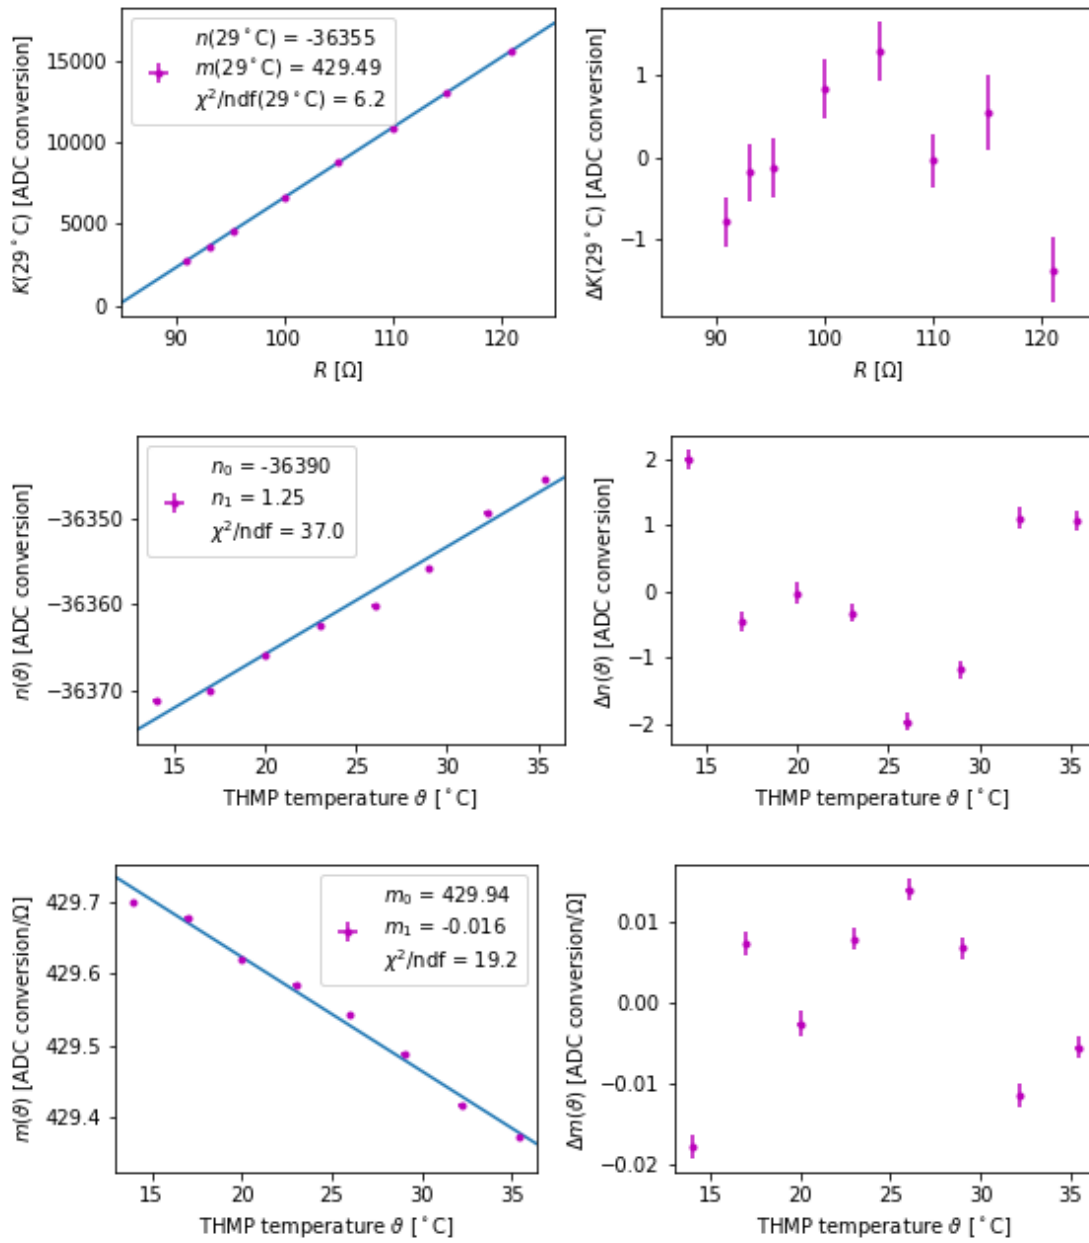 n(29°C) = -36355
m(29°C) = 429.49
χ²/ndf(29°C) = 6.2
K(29°C) [ADC conversion]
15000
10000
5000
0
90 100 110 120
R [Ω]
ΔK(29°C) [ADC conversion]
1
0
−1
90 100 110 120
R [Ω]
n₀ = -36390
n₁ = 1.25
χ²/ndf = 37.0
n(ϑ) [ADC conversion]
−36350
−36360
−36370
15 20 25 30 35
THMP temperature ϑ [°C]
Δn(ϑ) [ADC conversion]
2
1
0
−1
−2
15 20 25 30 35
THMP temperature ϑ [°C]
m₀ = 429.94
m₁ = -0.016
χ²/ndf = 19.2
m(ϑ) [ADC conversion/Ω]
429.7
429.6
429.5
429.4
15 20 25 30 35
THMP temperature ϑ [°C]
Δm(ϑ) [ADC conversion/Ω]
0.01
0.00
−0.01
−0.02
15 20 25 30 35
THMP temperature ϑ [°C]